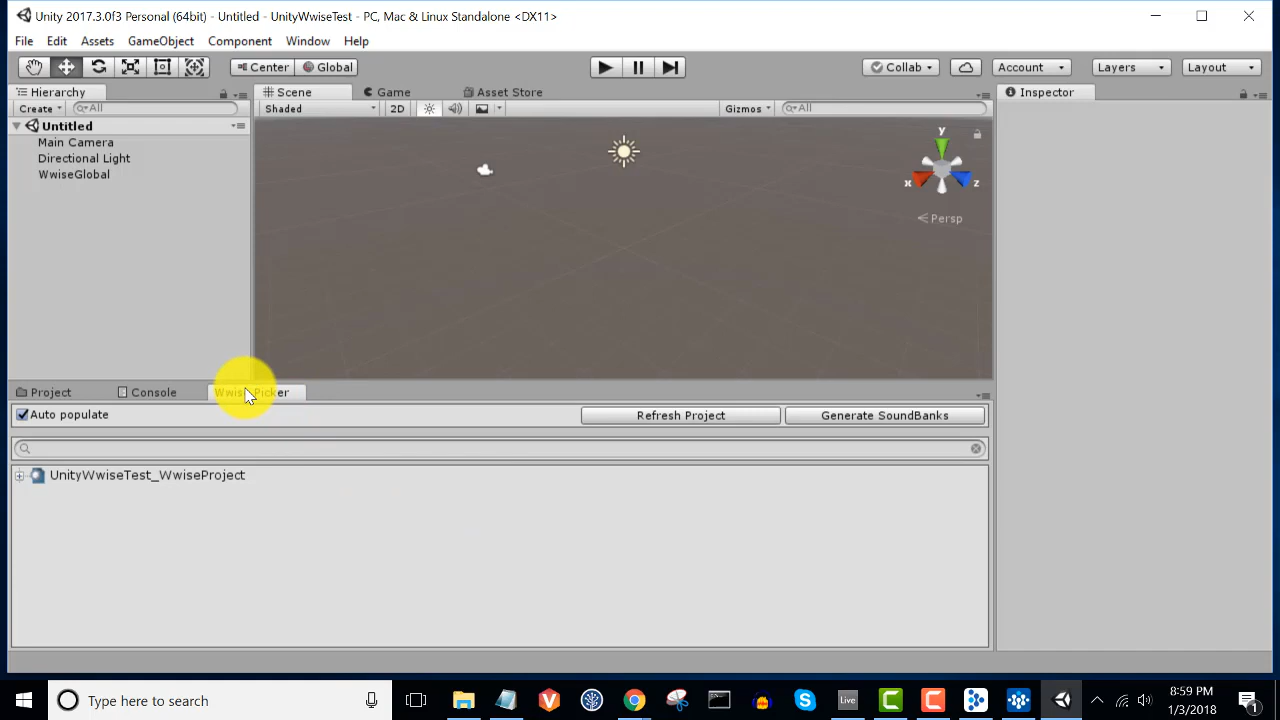 Unity 2017.3.0f3 Personal (64bit) - Untitled - UnityWwiseTest - PC, Mac & Linux Standalone <DX11>
File Edit Assets GameObject Component Window Help
Center Global Collab Account Layers Layout
Hierarchy Scene Game Asset Store Inspector
Create All Shaded 2D Gizmos All
Untitled
Main Camera
Directional Light
WwiseGlobal
y
x z
Persp
Project Console Wwise Picker
Auto populate Refresh Project Generate SoundBanks
UnityWwiseTest_WwiseProject
Type here to search Live 8:59 PM
1/3/2018 1